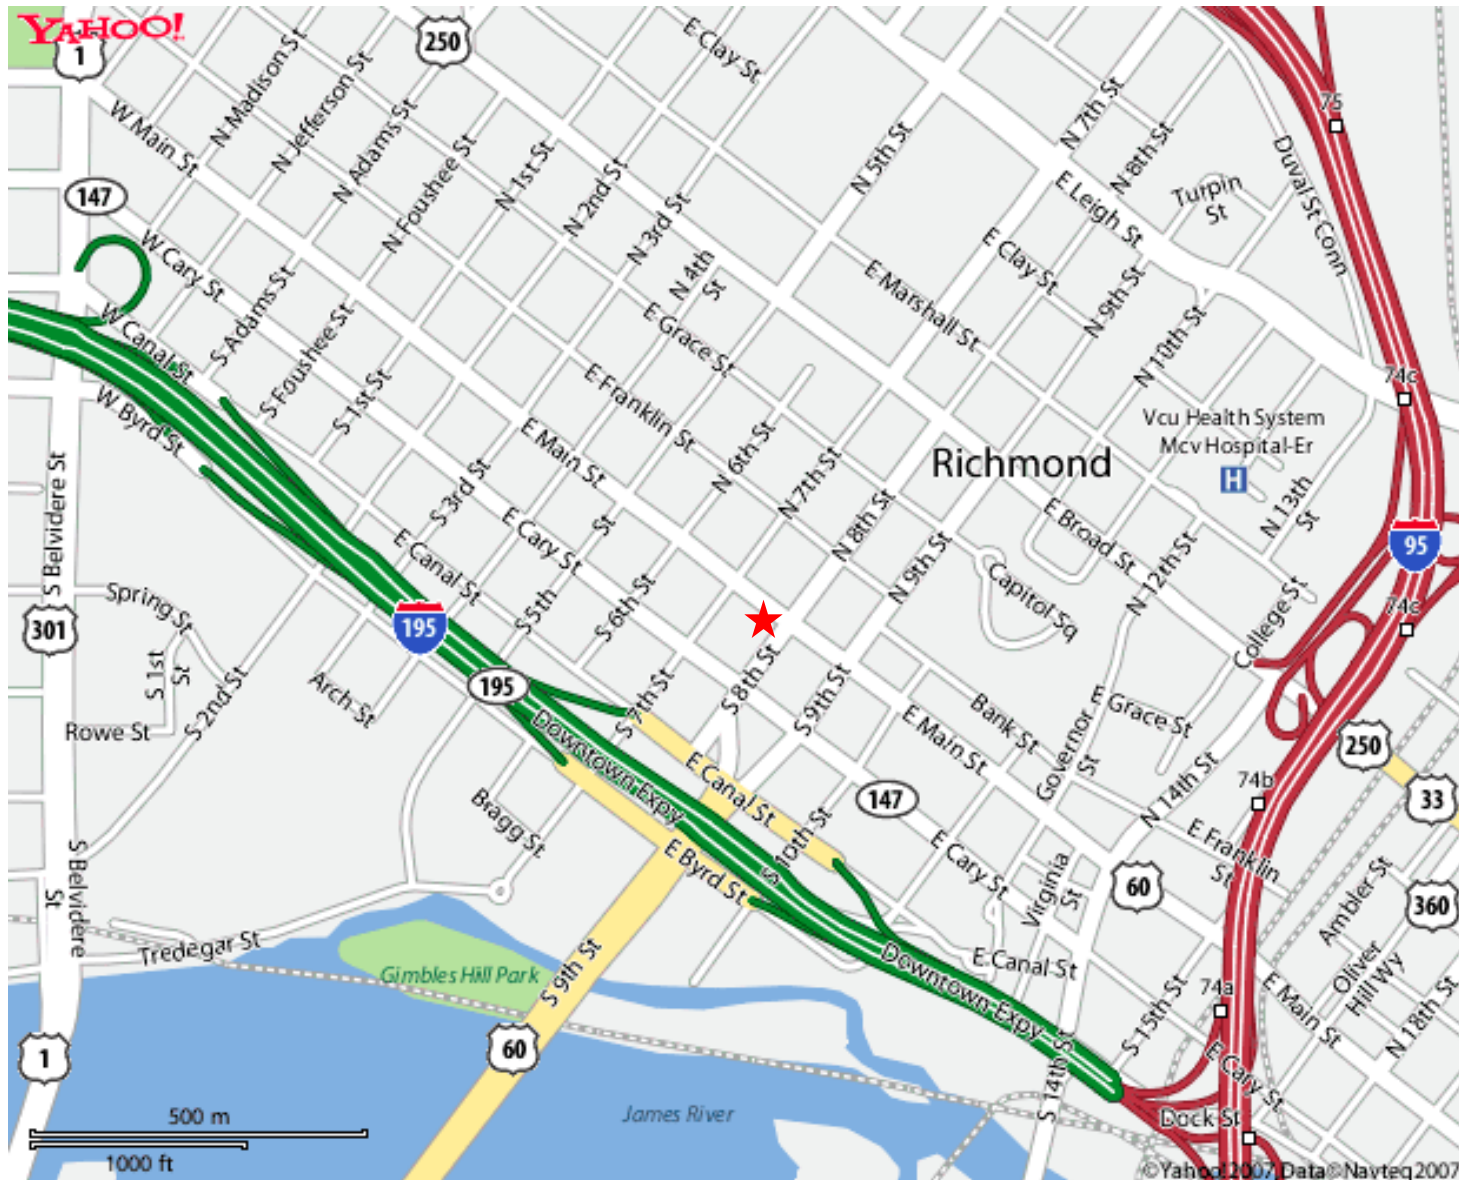 YAHOO!
1
250
E Clay St
N Madison St
N Jefferson St
N Adams St
W Main St
N Foushee St
N 1st St
N 2nd St
N 3rd St
N 4th
St
N 5th St
N 7th St
N 8th St
75
Turpin
St
Duval St Conn
E Leigh St
147
W Cary St
E Clay St
E Marshall St
N 9th St
N 10th St
E Grace St
S Adams St
W Canal St
S Foushee St
S 1st St
W Byrd St
E Franklin St
74c
Vcu Health System
Mcv Hospital-Er
H
Richmond
E Main St
N 6th St
N 7th St
N 8th St
N 13th
St
S Belvidere St
S 3rd St
E Cary St
E Canal St
E Broad St
N 9th St
N 12th St
95
Spring St
S 5th
St
S 6th St
Capitol Sq
74c
College St
301
195
195
S 1st
St
S 2nd St
Arch St
Rowe St
S 7th St
S 8th St
S 9th St
E Main St
Bank St
E Grace St
Governor
St
250
33
Downtown Expy
E Canal St
147
N 14th St
74b
Bragg St
S 10th St
E Byrd St
E Cary St
Virginia
St
60
E Franklin
St
Ambler St
360
S Belvidere
St
Tredegar St
Gimbles Hill Park
S 9th St
Downtown Expy
E Canal St
74a
S 15th St
E Main St
Oliver
Hill Wy
N 18th St
1
60
S 14th St
E Cary St
Dock St
James River
500 m
1000 ft
©Yahoo! 2007, Data©Navteq 2007